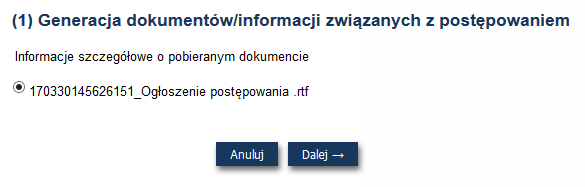 (1) Generacja dokumentów/informacji związanych z postępowaniem
Informacje szczegółowe o pobieranym dokumencie
170330145626151_Ogłoszenie postępowania .rtf
Anuluj
Dalej →